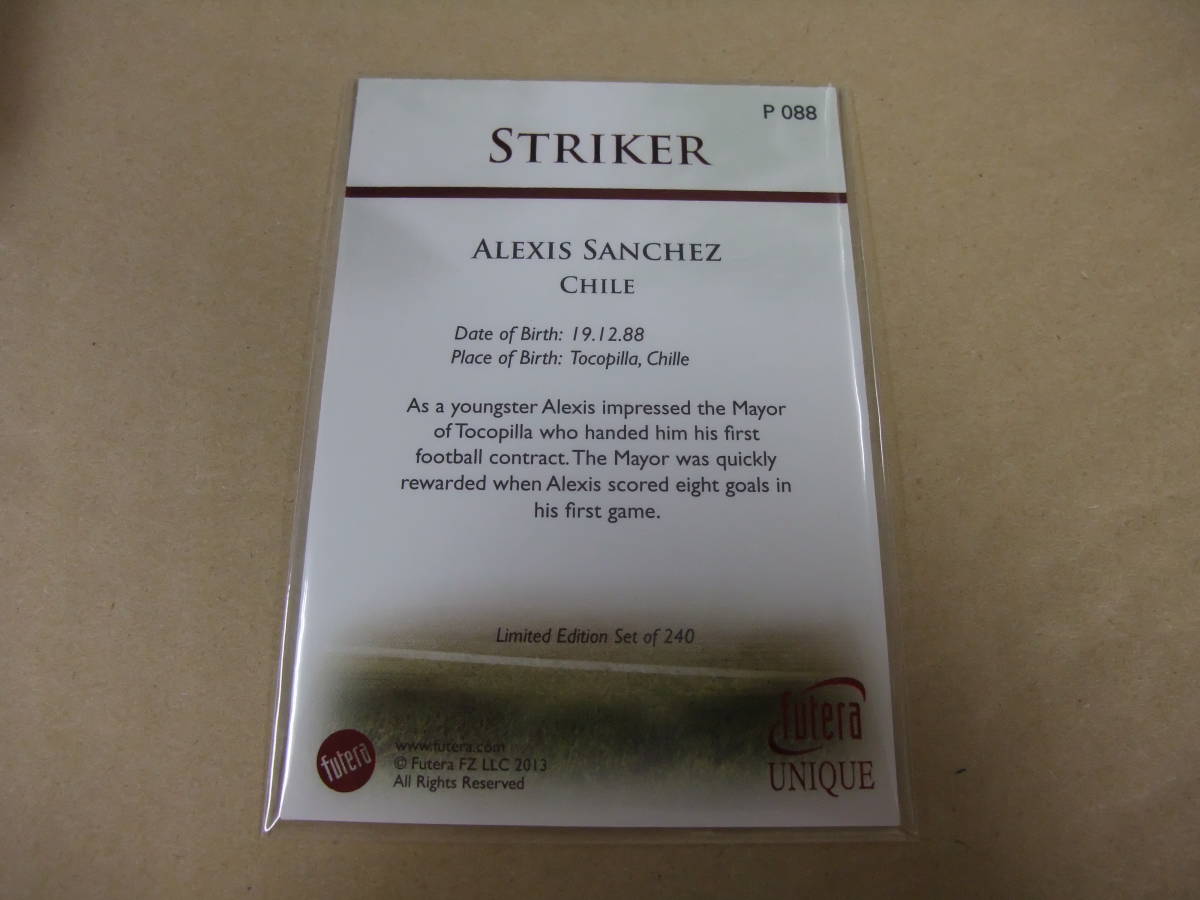 P 088
STRIKER
ALEXIS SANCHEZ
CHILE
Date of Birth: 19.12.88
Place of Birth: Tocopilla, Chille
As a youngster Alexis impressed the Mayor
of Tocopilla who handed him his first
football contract. The Mayor was quickly
rewarded when Alexis scored eight goals in
his first game.
Limited Edition Set of 240
futera
www.futera.com
© Futera FZ LLC 2013
All Rights Reserved
futera
UNIQUE